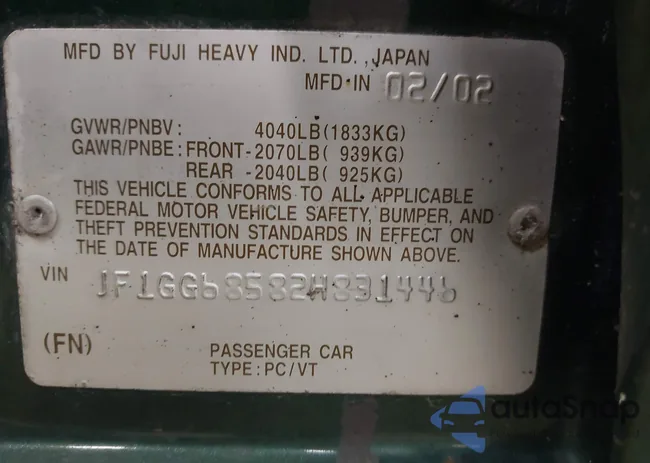 MFD BY FUJI HEAVY IND. LTD., JAPAN
MFD·IN 02/02
GVWR/PNBV: 4040LB(1833KG)
GAWR/PNBE: FRONT-2070LB( 939KG)
REAR -2040LB( 925KG)
THIS VEHICLE CONFORMS TO ALL APPLICABLE
FEDERAL MOTOR VEHICLE SAFETY, BUMPER, AND
THEFT PREVENTION STANDARDS IN EFFECT ON
THE DATE OF MANUFACTURE SHOWN ABOVE.
VIN JF1GG68582H831446
(FN)
PASSENGER CAR
TYPE:PC/VT
autoSnap